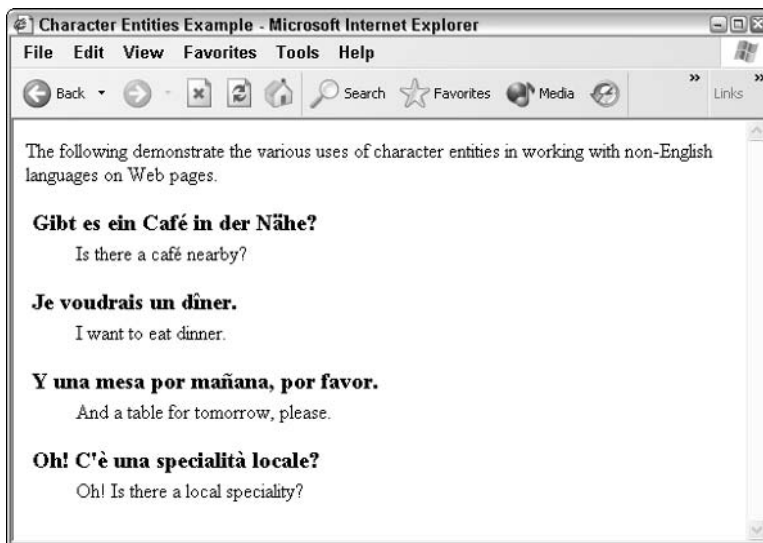 Character Entities Example - Microsoft Internet Explorer
File Edit View Favorites Tools Help
Back Search Favorites Media » Links »
The following demonstrate the various uses of character entities in working with non-English
languages on Web pages.
Gibt es ein Café in der Nähe?
Is there a café nearby?
Je voudrais un dîner.
I want to eat dinner.
Y una mesa por mañana, por favor.
And a table for tomorrow, please.
Oh! C'è una specialità locale?
Oh! Is there a local speciality?